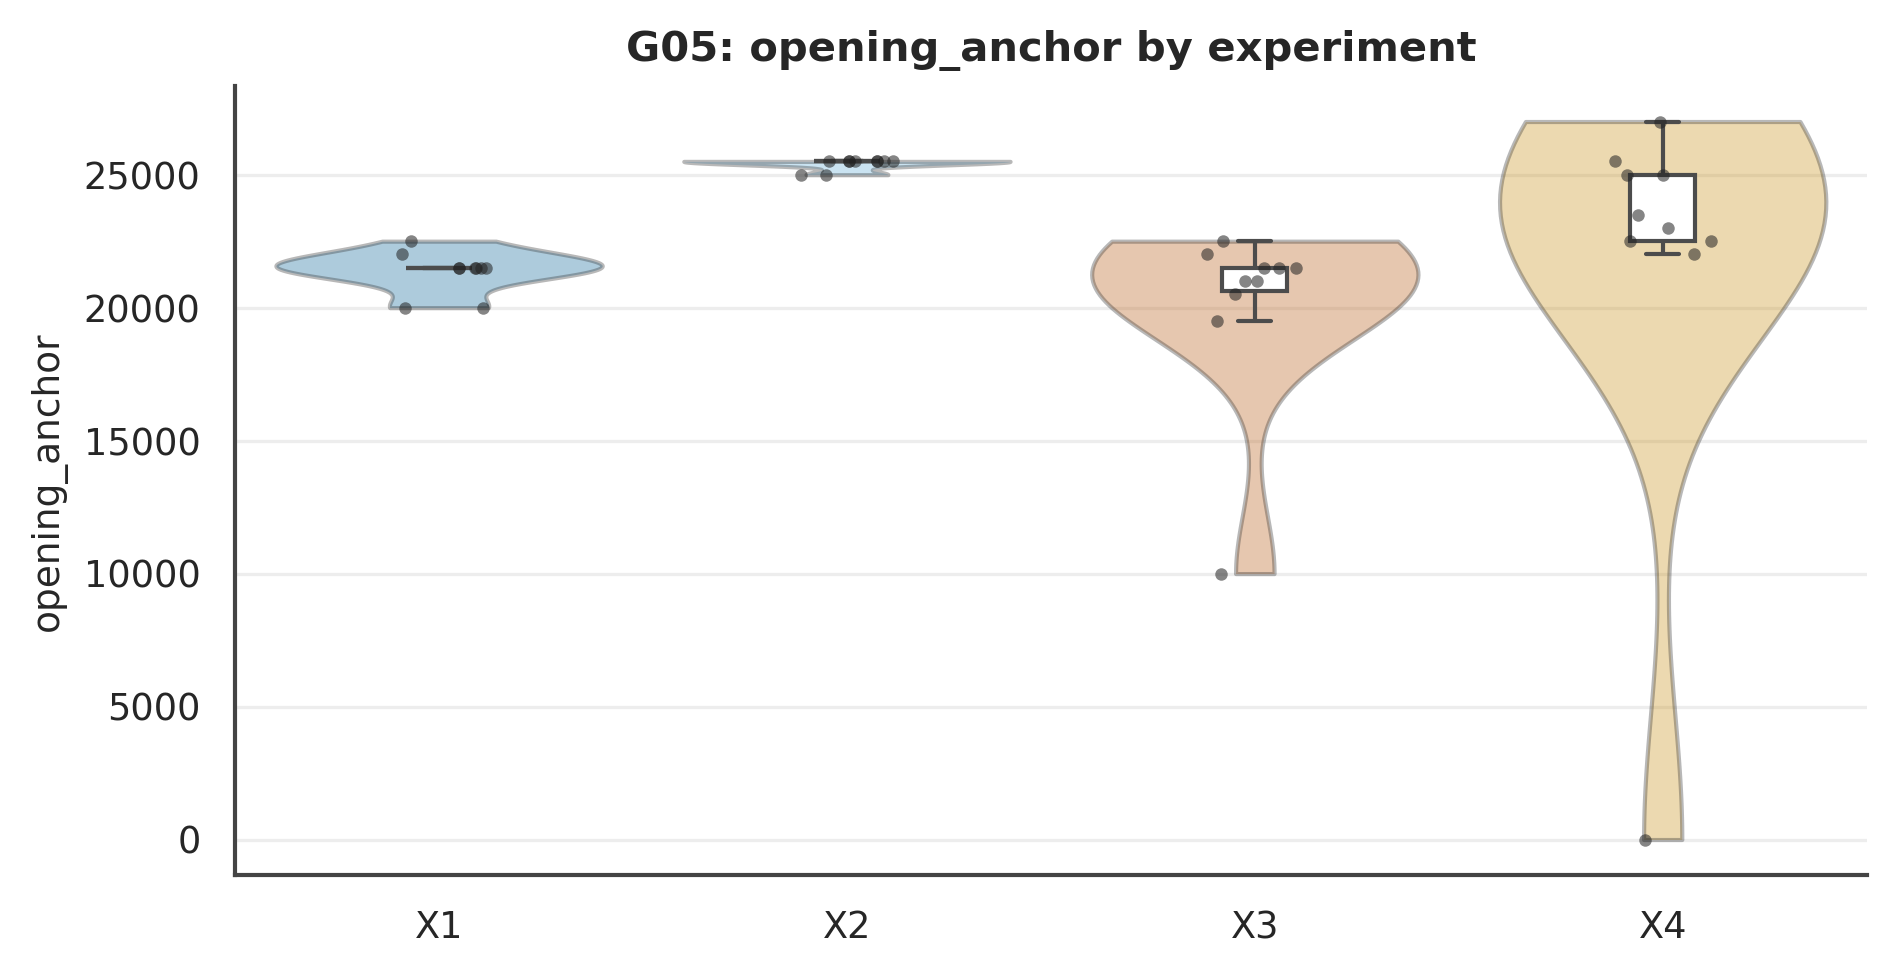 G05: opening_anchor by experiment
opening_anchor
25000
20000
15000
10000
5000
0
X1
X2
X3
X4